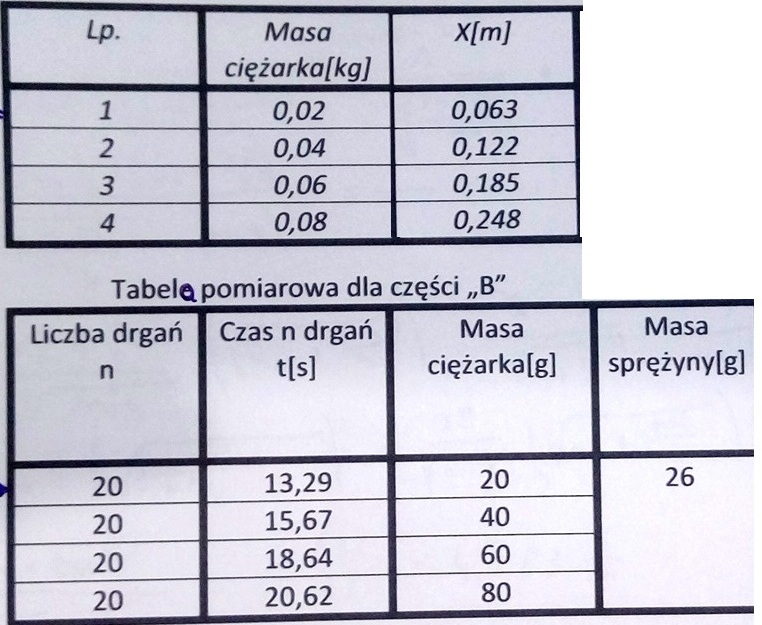 Lp. Masa ciężarka[kg] X[m]
1 0,02 0,063
2 0,04 0,122
3 0,06 0,185
4 0,08 0,248
Tabela pomiarowa dla części „B”
Liczba drgań n Czas n drgań t[s] Masa ciężarka[g] Masa sprężyny[g]
20 13,29 20 26
20 15,67 40
20 18,64 60
20 20,62 80